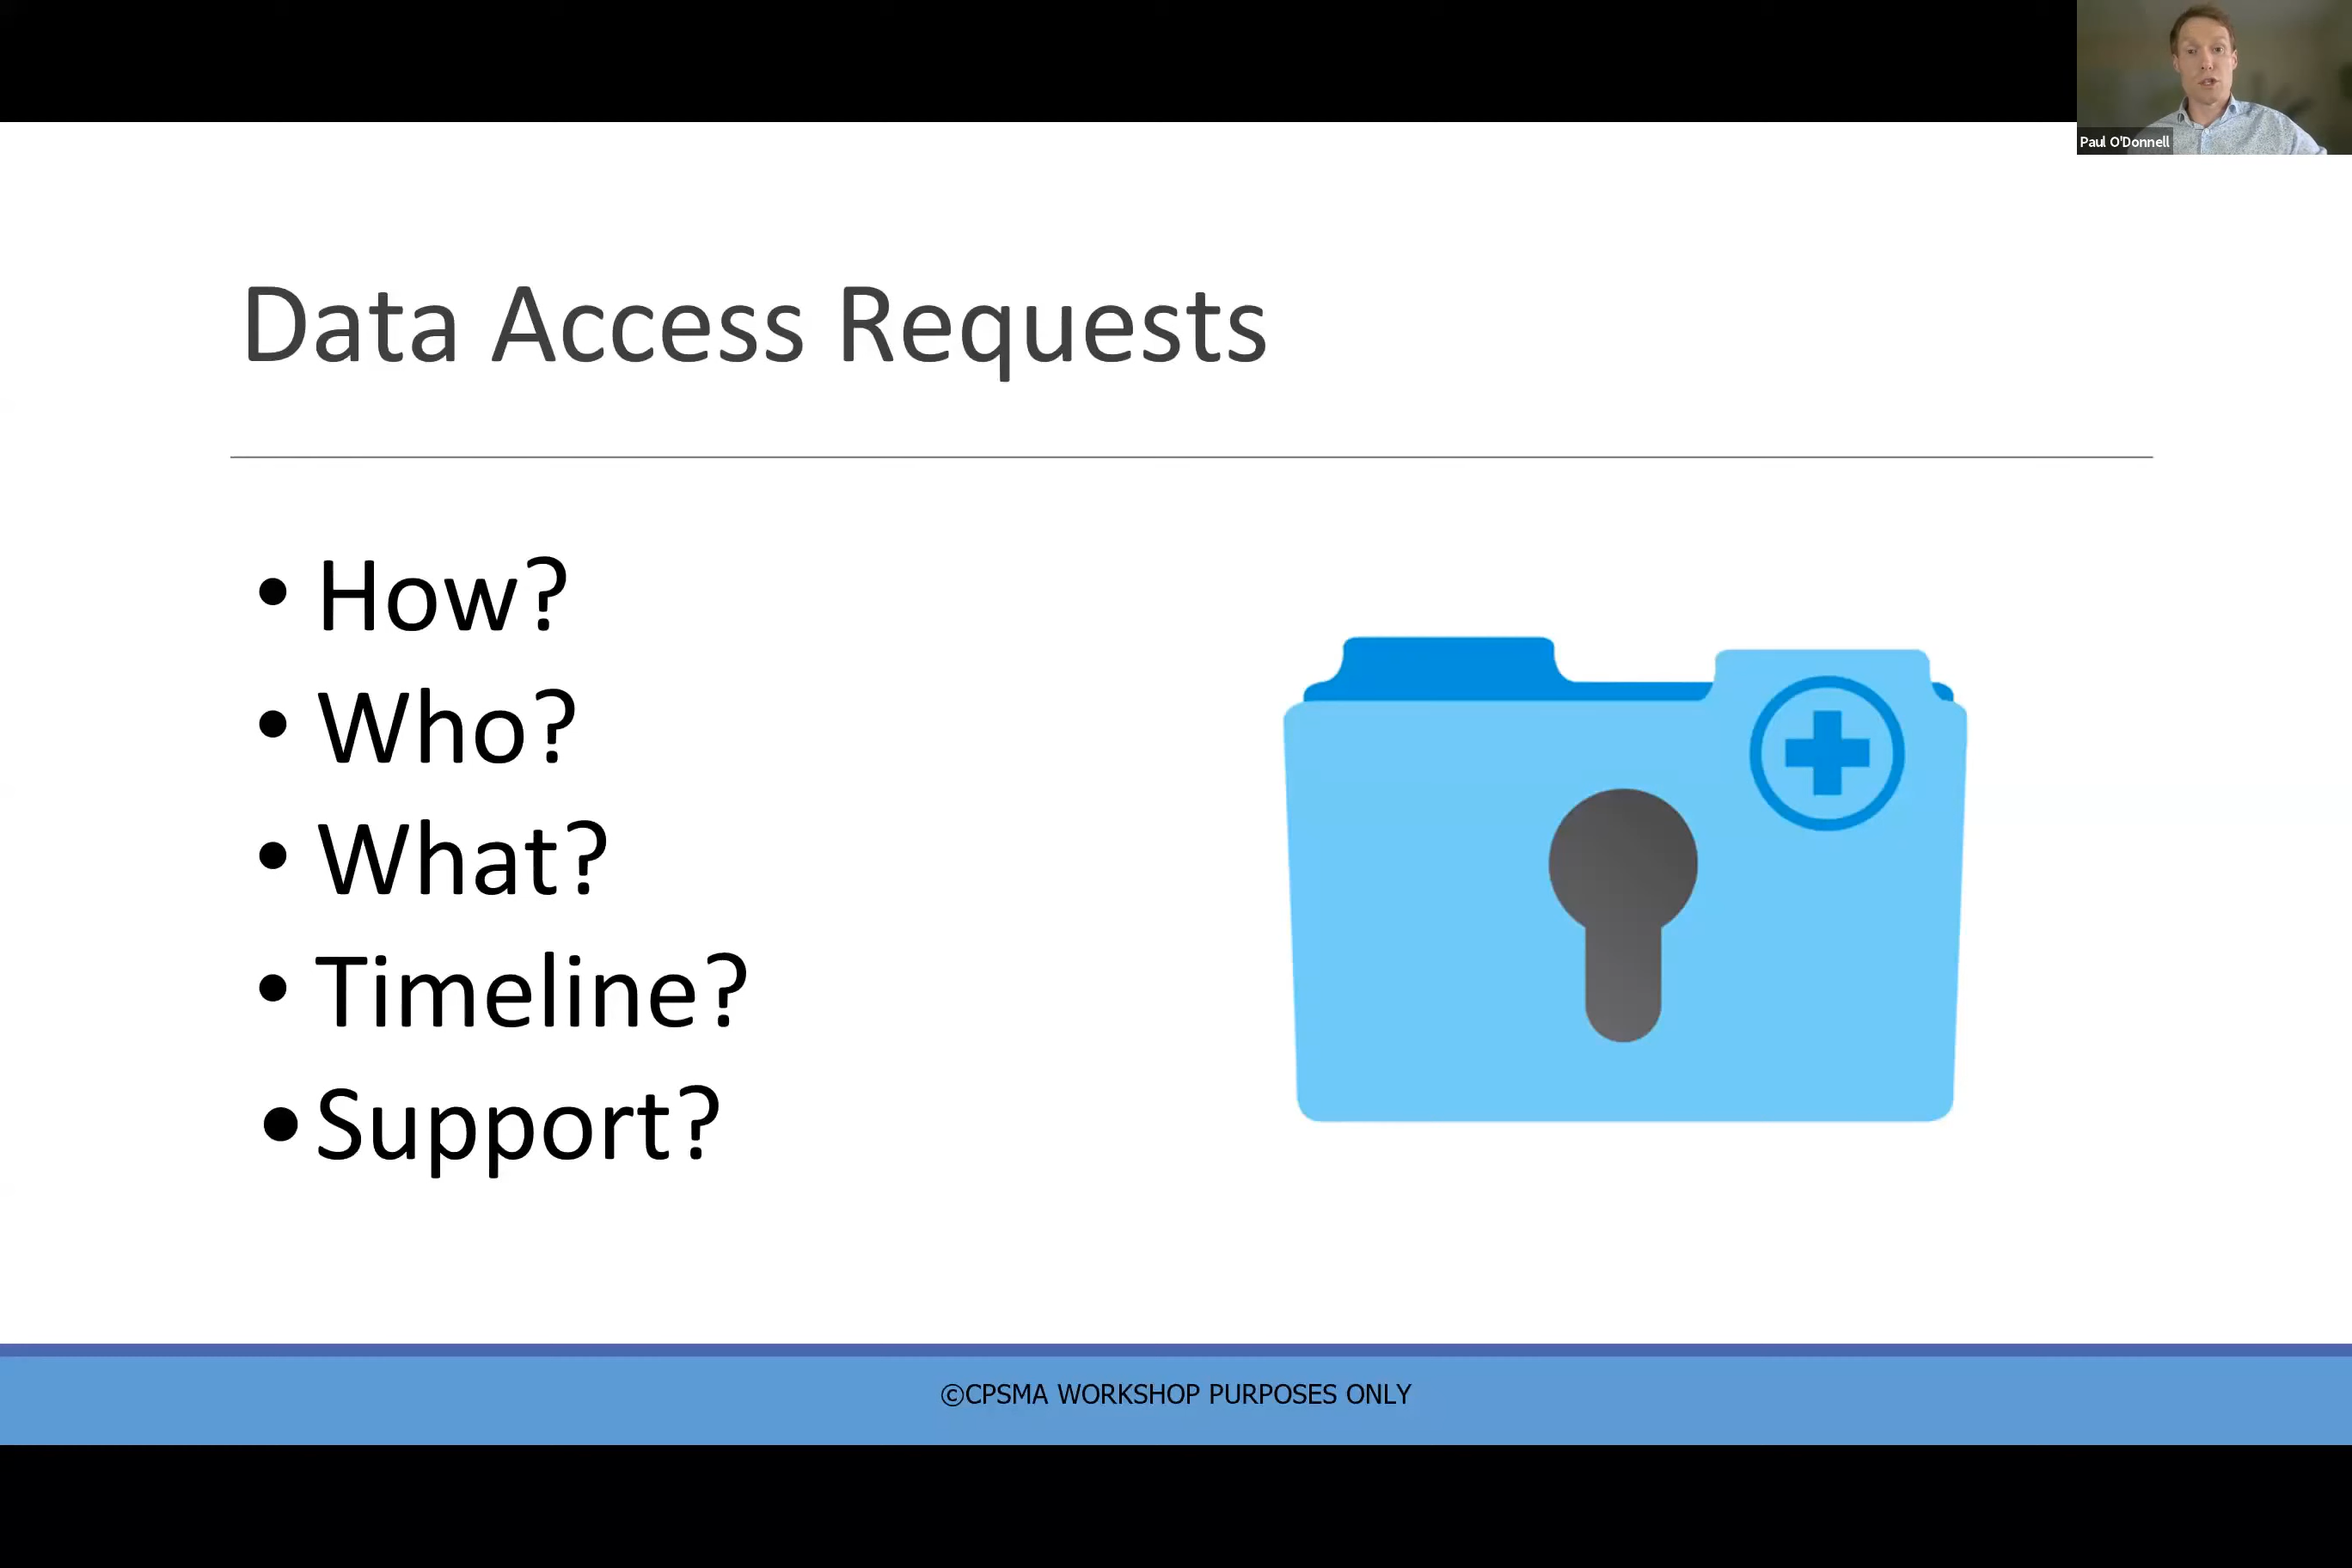 Paul O'Donnell
Data Access Requests
• How?
• Who?
• What?
• Timeline?
• Support?
©CPSMA WORKSHOP PURPOSES ONLY